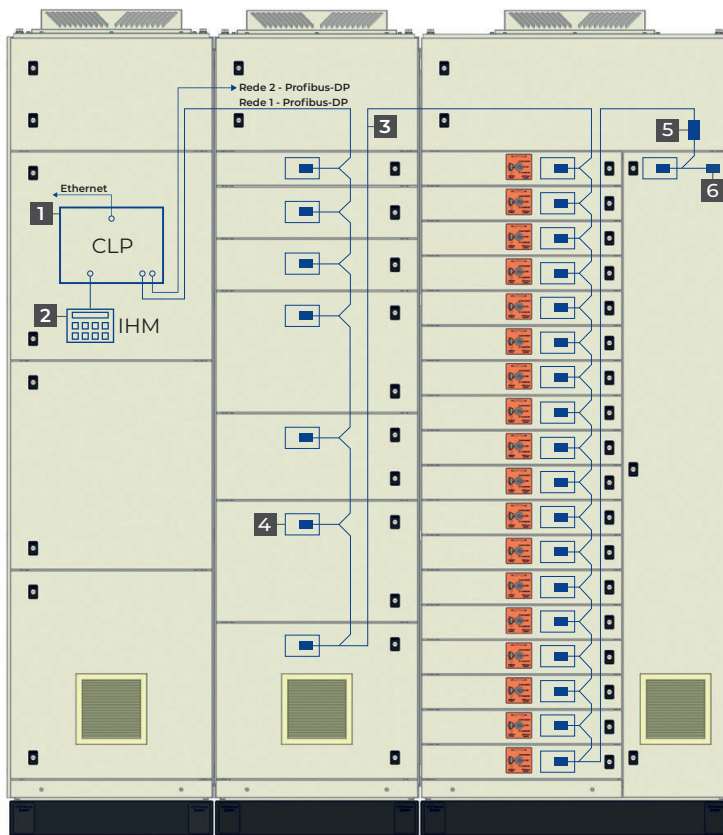 Rede 2 - Profibus-DP
Rede 1 - Profibus-DP
3
5
Ethernet
6
1
CLP
2
IHM
4